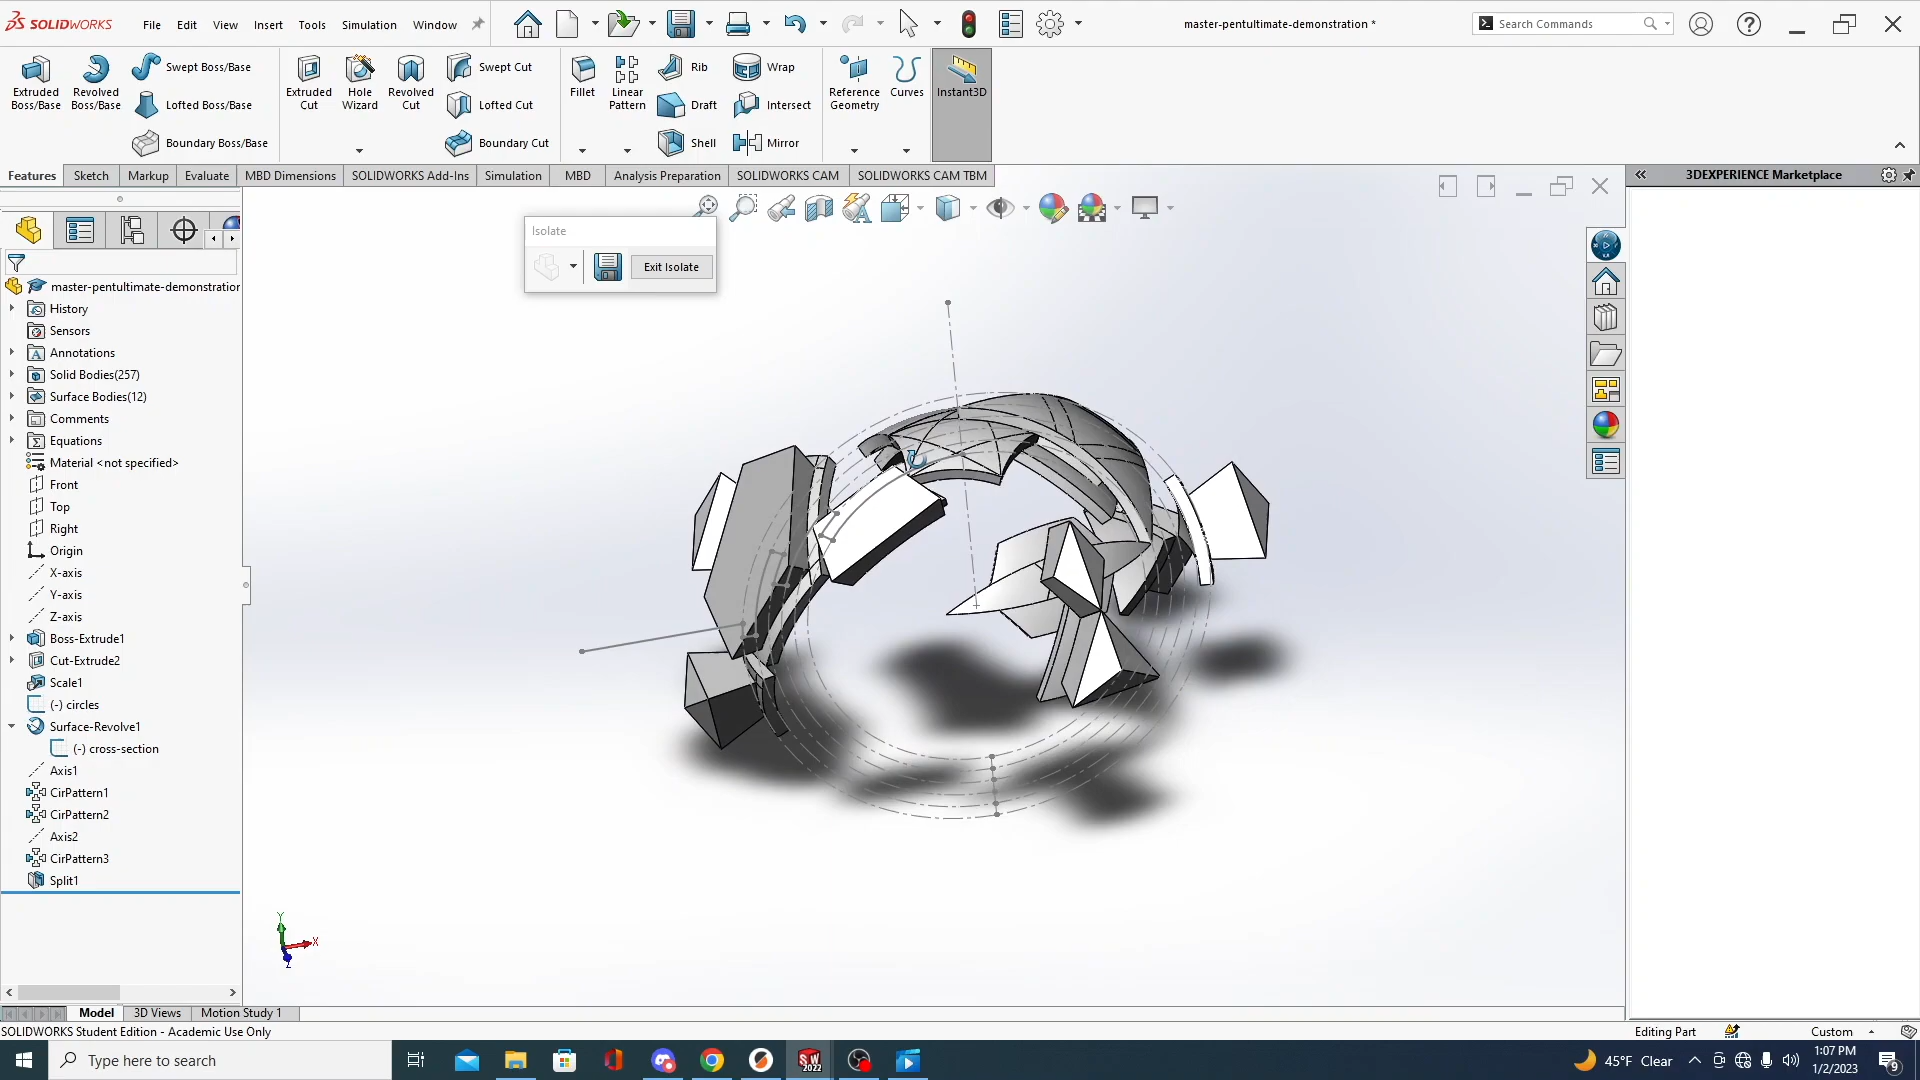 SOLIDWORKS File Edit View Insert Tools Simulation Window master-pentultimate-demonstration * Search Commands
Extruded Boss/Base
Revolved Boss/Base
Swept Boss/Base
Lofted Boss/Base
Boundary Boss/Base
Extruded Cut
Hole Wizard
Revolved Cut
Swept Cut
Lofted Cut
Boundary Cut
Fillet
Linear Pattern
Rib
Draft
Shell
Wrap
Intersect
Mirror
Reference Geometry
Curves
Instant3D
Features Sketch Markup Evaluate MBD Dimensions SOLIDWORKS Add-Ins Simulation MBD Analysis Preparation SOLIDWORKS CAM SOLIDWORKS CAM TBM
3DEXPERIENCE Marketplace
Isolate
Exit Isolate
master-pentultimate-demonstration
History
Sensors
Annotations
Solid Bodies(257)
Surface Bodies(12)
Comments
Equations
Material <not specified>
Front
Top
Right
Origin
X-axis
Y-axis
Z-axis
Boss-Extrude1
Cut-Extrude2
Scale1
(-) circles
Surface-Revolve1
(-) cross-section
Axis1
CirPattern1
CirPattern2
Axis2
CirPattern3
Split1
Y
X
Z
Model 3D Views Motion Study 1
SOLIDWORKS Student Edition - Academic Use Only Editing Part Custom
Type here to search
SW 2022
45°F Clear
1:07 PM
1/2/2023
9